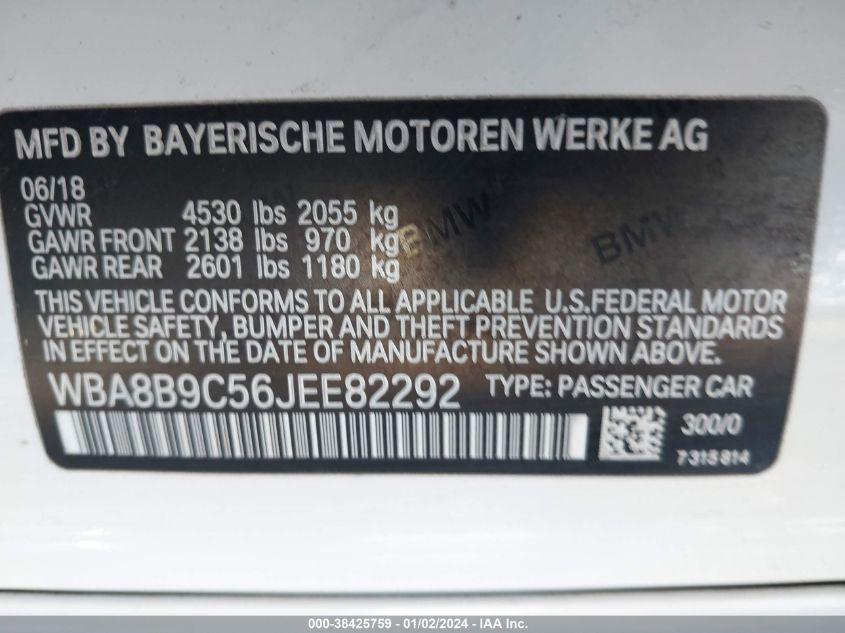 MFD BY BAYERISCHE MOTOREN WERKE AG
06/18
GVWR 4530 lbs 2055 kg
GAWR FRONT 2138 lbs 970 kg
GAWR REAR 2601 lbs 1180 kg
BMW BMW
THIS VEHICLE CONFORMS TO ALL APPLICABLE U.S.FEDERAL MOTOR
VEHICLE SAFETY, BUMPER AND THEFT PREVENTION STANDARDS
IN EFFECT ON THE DATE OF MANUFACTURE SHOWN ABOVE.
WBA8B9C56JEE82292 TYPE: PASSENGER CAR
300/0
7315814
000-38425759 - 01/02/2024 - IAA Inc.